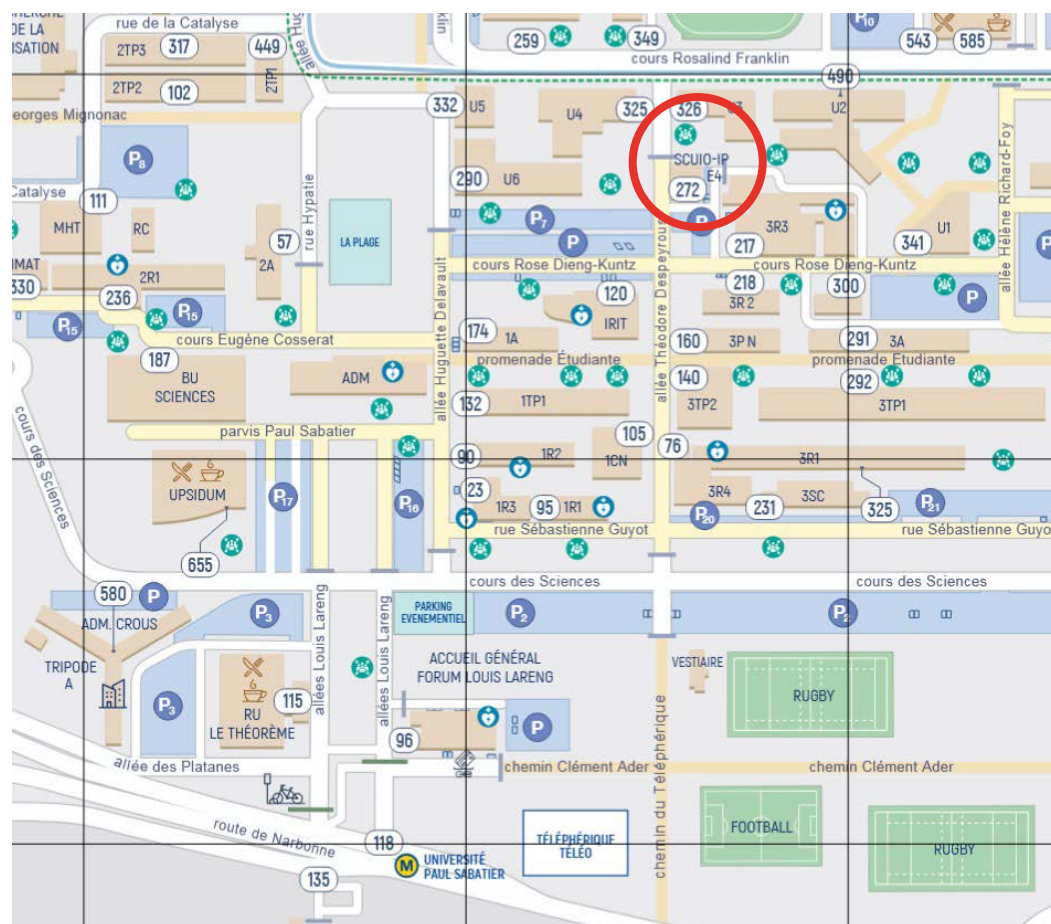 rue de la Catalyse
allée Hug
nklin
259
349
P10
543
585
CHERCHE
DE LA
ISATION
2TP3
317
449
cours Rosalind Franklin
2TP2
102
2TP1
490
eorges Mignonac
332
U5
U4
325
326
U3
U2
P8
SCUIO-IP
E4
290
U6
272
Catalyse
111
MHT
RC
57
rue Hypatie
LA PLAGE
P7
P
P
3R3
U1
341
217
allée Hélène Richard-Foy
P
2A
2R1
IMAT
330
236
cours Rose Dieng-Kuntz
cours Rose Dieng-Kuntz
allée Huguette Delavault
allée Théodore Despeyrous
120
IRIT
218
3R 2
300
P
P15
P15
cours Eugène Cosserat
174
1A
160
3P N
291
3A
187
BU
SCIENCES
ADM
promenade Étudiante
promenade Étudiante
140
292
132
1TP1
3TP2
3TP1
cours des Sciences
parvis Paul Sabatier
105
76
90
1R2
1CN
3R1
UPSIDUM
P17
P16
23
1R3
95
1R1
3R4
3SC
P20
231
325
P21
rue Sébastienne Guyot
rue Sébastienne Guyo
655
cours des Sciences
cours des Sciences
580
P
ADM. CROUS
P3
PARKING
EVENEMENTIEL
P2
P2
TRIPODE
A
allées Louis Lareng
allées Louis Lareng
ACCUEIL GÉNÉRAL
FORUM LOUIS LARENG
VESTIAIRE
RUGBY
P3
RU
LE THÉORÈME
115
96
P
allée des Platanes
chemin Clément Ader
chemin Clément Ader
chemin du Téléphérique
route de Narbonne
118
TÉLÉPHÉRIQUE
TÉLÉO
FOOTBALL
RUGBY
M
UNIVERSITÉ
PAUL SABATIER
135